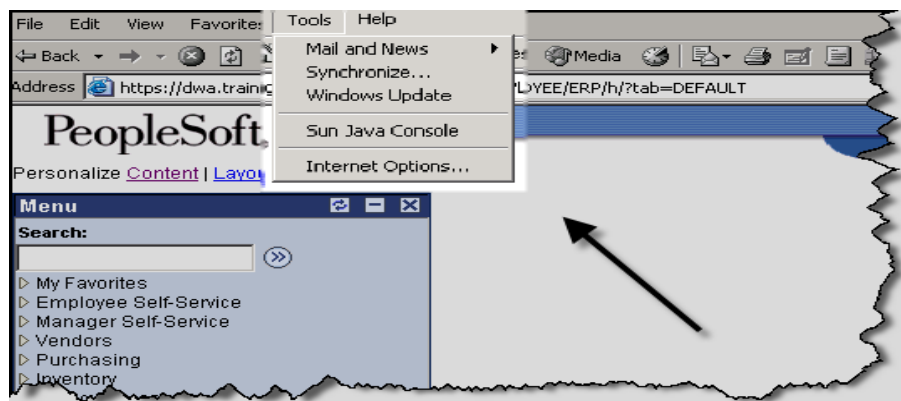 File Edit View Favorites Tools Help
Back Media
Mail and News
Synchronize...
Windows Update
Sun Java Console
Internet Options...
Address https://dwa.training OYEE/ERP/h/?tab=DEFAULT
PeopleSoft
Personalize Content | Layou
Menu
Search:
My Favorites
Employee Self-Service
Manager Self-Service
Vendors
Purchasing
Inventory